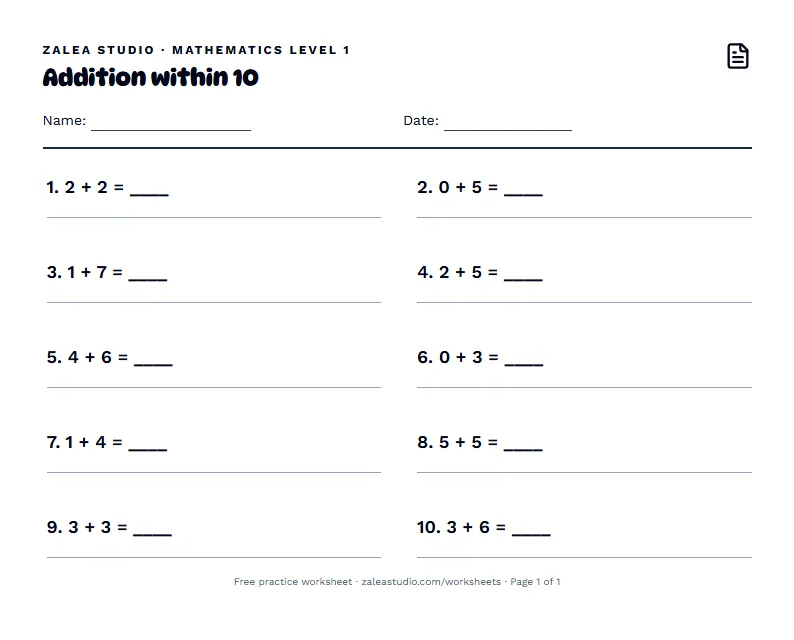 ZALEA STUDIO · MATHEMATICS LEVEL 1
Addition within 10
Name: ____________________ Date: ________________
1. 2 + 2 = ____
2. 0 + 5 = ____
3. 1 + 7 = ____
4. 2 + 5 = ____
5. 4 + 6 = ____
6. 0 + 3 = ____
7. 1 + 4 = ____
8. 5 + 5 = ____
9. 3 + 3 = ____
10. 3 + 6 = ____
Free practice worksheet · zaleastudio.com/worksheets · Page 1 of 1